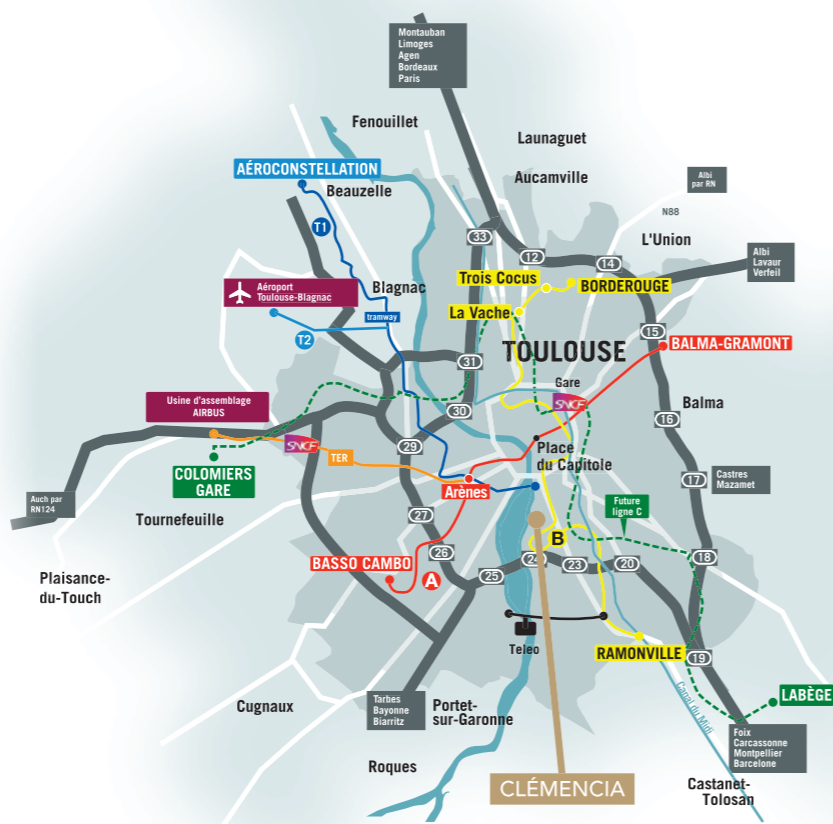 Montauban
Limoges
Agen
Bordeaux
Paris
Fenouillet
Launaguet
Aucamville
Albi
par RN
N88
AÉROCONSTELLATION
Beauzelle
T1
33
12
14
L'Union
Albi
Lavaur
Verfeil
Trois Cocus
BORDEROUGE
Aéroport
Toulouse-Blagnac
Blagnac
La Vache
tramway
T2
15
31
TOULOUSE
BALMA-GRAMONT
Gare
SNCF
Balma
Usine d'assemblage
AIRBUS
30
16
SNCF
29
Place
du Capitole
TER
COLOMIERS
GARE
Arènes
17
Castres
Mazamet
Auch par
RN124
Tournefeuille
27
Future
ligne C
B
26
18
BASSO CAMBO
A
24
23
20
25
Plaisance-
du-Touch
Teleo
RAMONVILLE
19
Canal du Midi
LABÈGE
Cugnaux
Tarbes
Bayonne
Biarritz
Portet-
sur-Garonne
Foix
Carcassonne
Montpellier
Barcelone
Roques
CLÉMENCIA
Castanet-
Tolosan